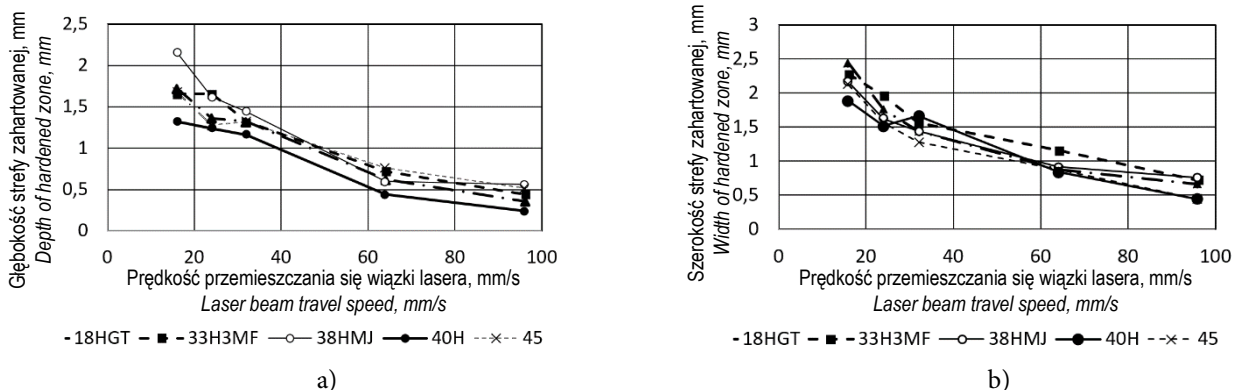 Głębokość strefy zahartowanej, mm
Depth of hardened zone, mm
2,5
2
1,5
1
0,5
0
0 20 40 60 80 100
Prędkość przemieszczania się wiązki lasera, mm/s
Laser beam travel speed, mm/s
18HGT 33H3MF 38HMJ 40H 45
a)
Szerokość strefy zahartowanej, mm
Width of hardened zone, mm
3
2,5
2
1,5
1
0,5
0
0 20 40 60 80 100
Prędkość przemieszczania się wiązki lasera, mm/s
Laser beam travel speed, mm/s
18HGT 33H3MF 38HMJ 40H 45
b)